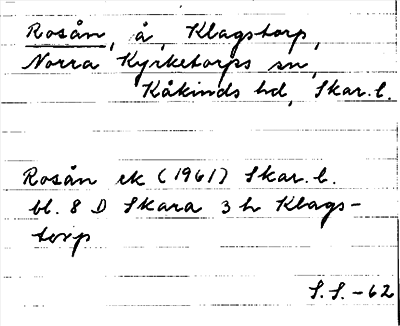 Rosån, å, Klagstorp,
Norra Kyrketorps sn,
Kåkinds hd, Skar. l.
Rosån ek (1961) Skar. l.
bl. 8 D Skara 3 h Klags-
torp
S.S. -62